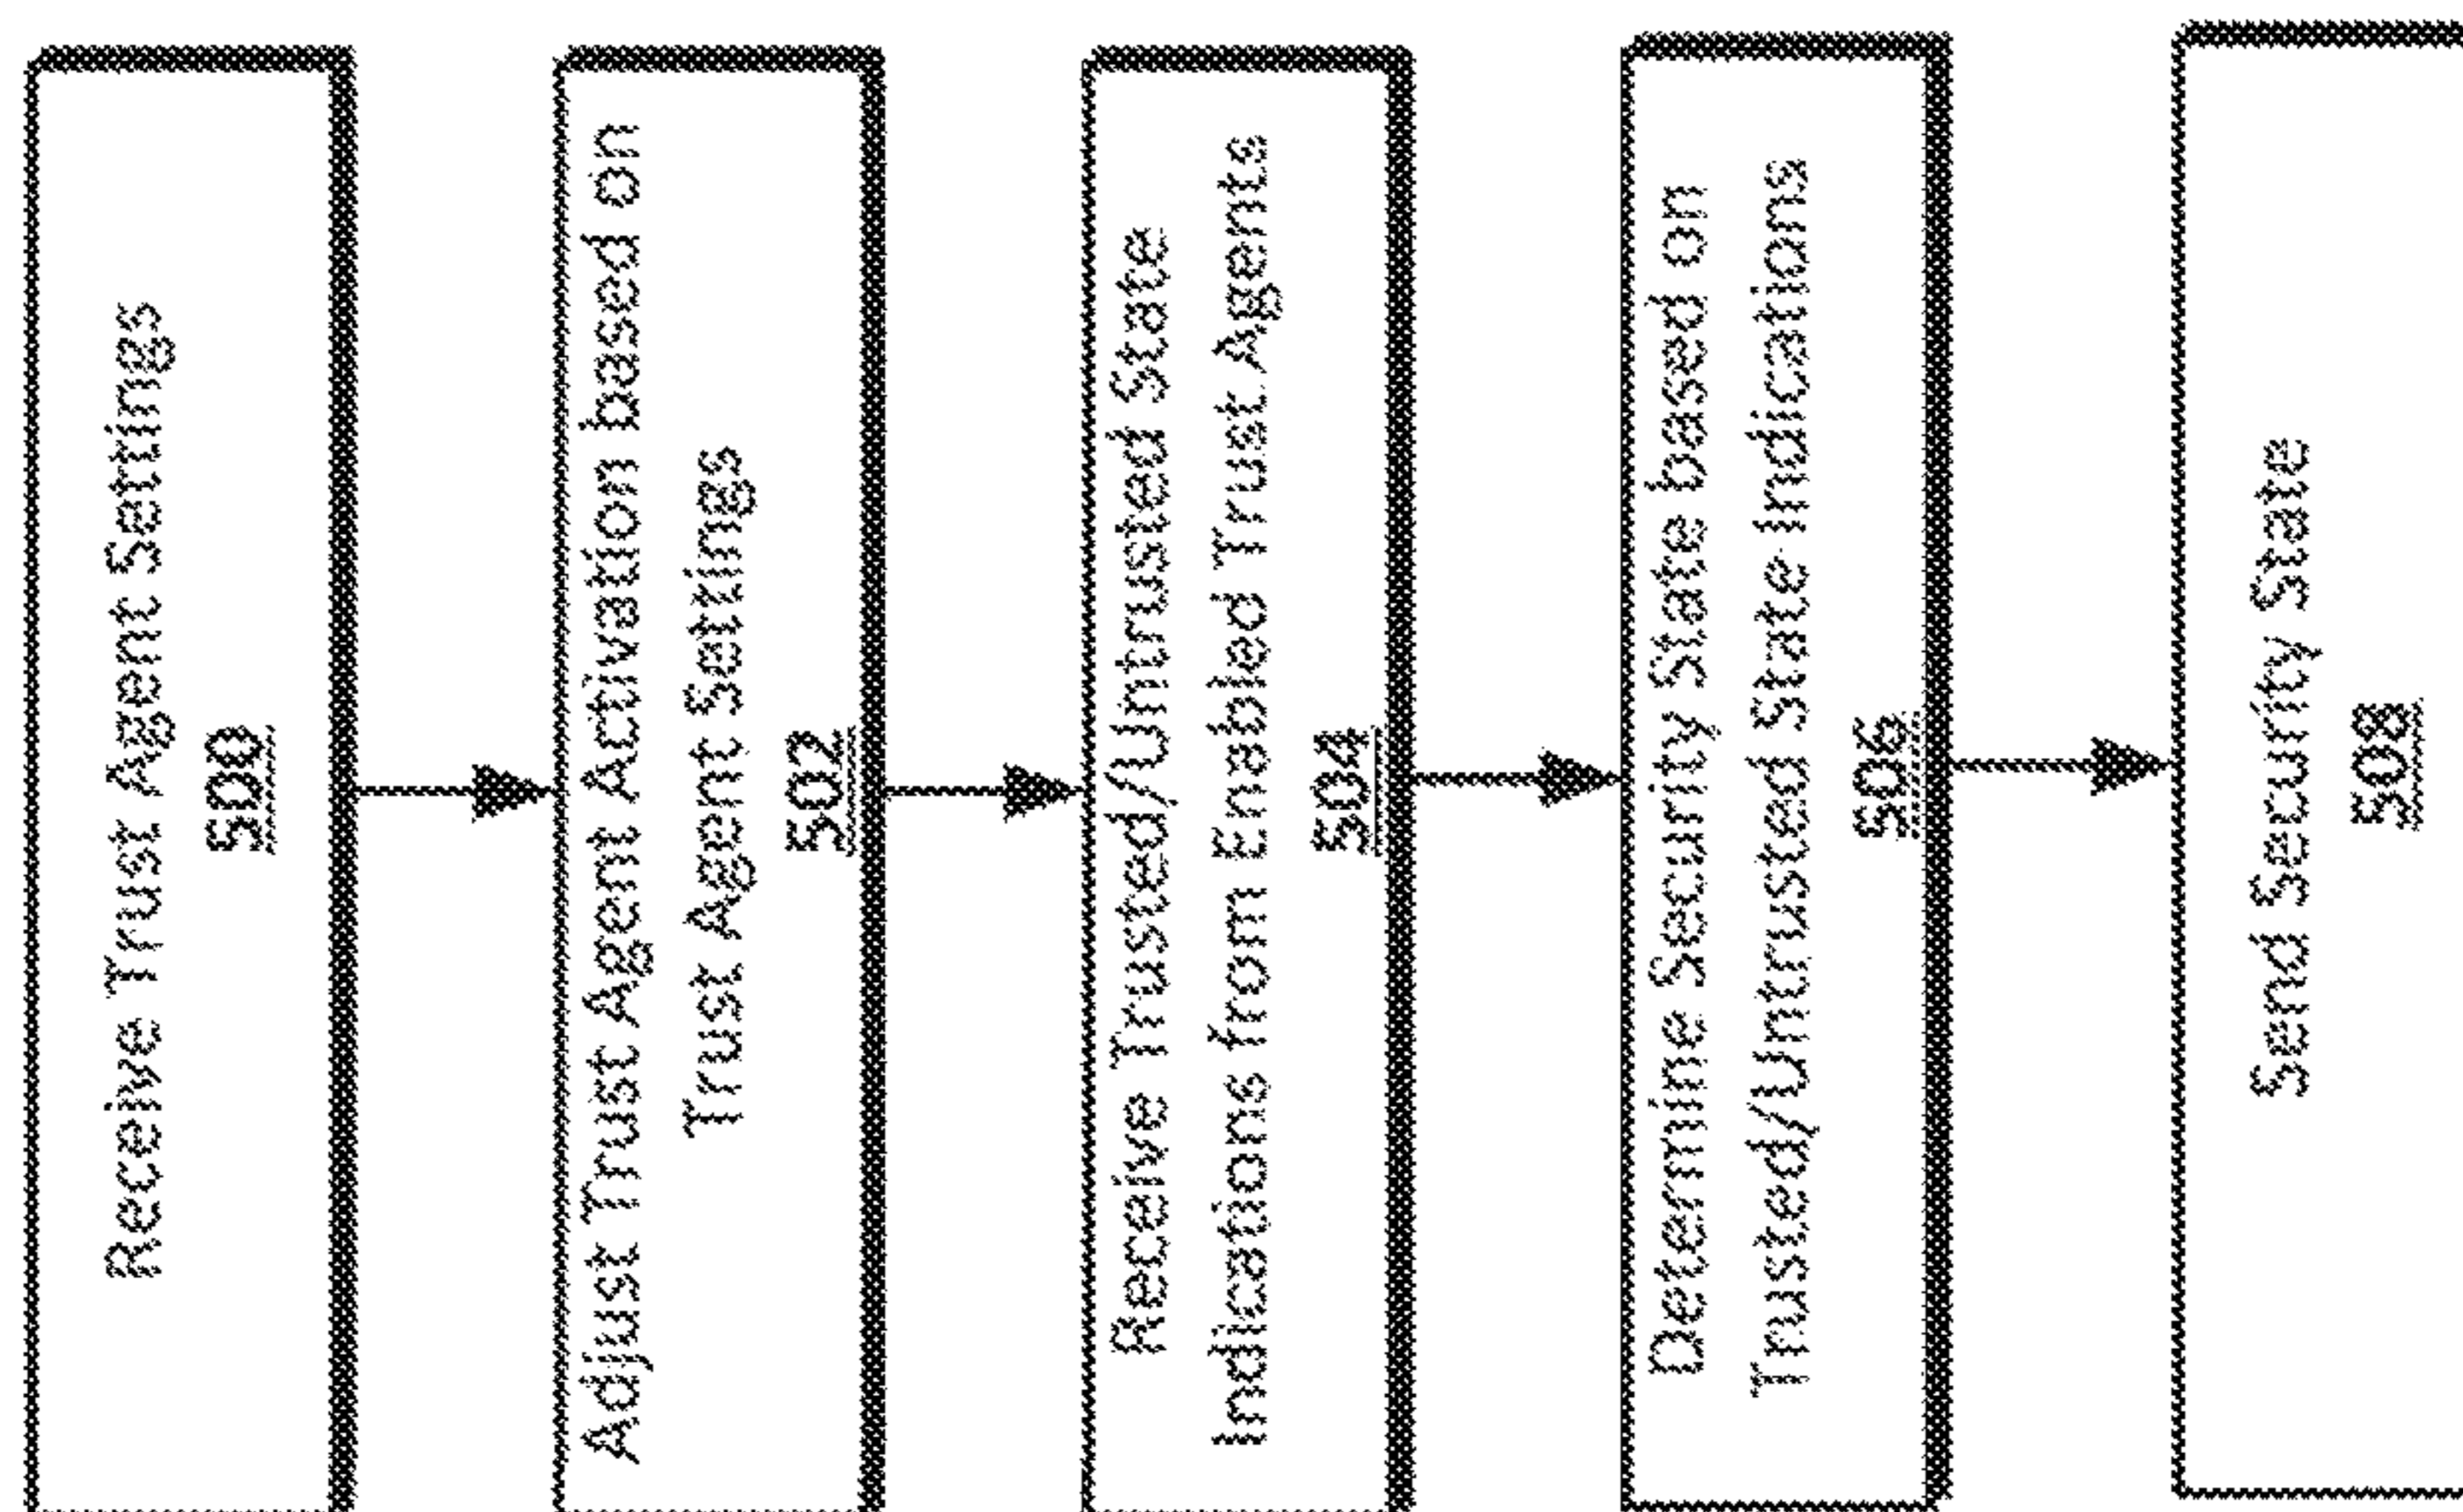 Receive Trust Agent Settings
500
Adjust Trust Agent Activation based on
Trust Agent Settings
502
Receive Trusted/Untrusted State
Indications from Enabled Trust Agents
504
Determine Security State based on
Trusted/Untrusted State Indications
506
Send Security State
508